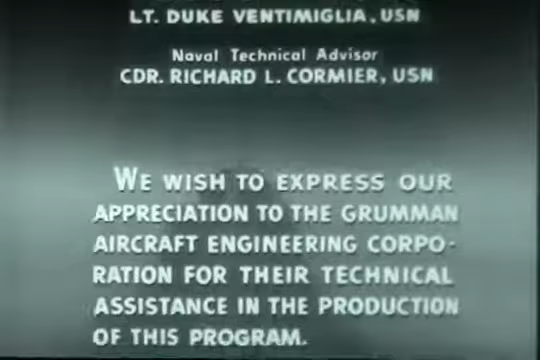 LT. DUKE VENTIMIGLIA, USN
Naval Technical Advisor
CDR. RICHARD L. CORMIER, USN
WE WISH TO EXPRESS OUR
APPRECIATION TO THE GRUMMAN
AIRCRAFT ENGINEERING CORPO-
RATION FOR THEIR TECHNICAL
ASSISTANCE IN THE PRODUCTION
OF THIS PROGRAM.